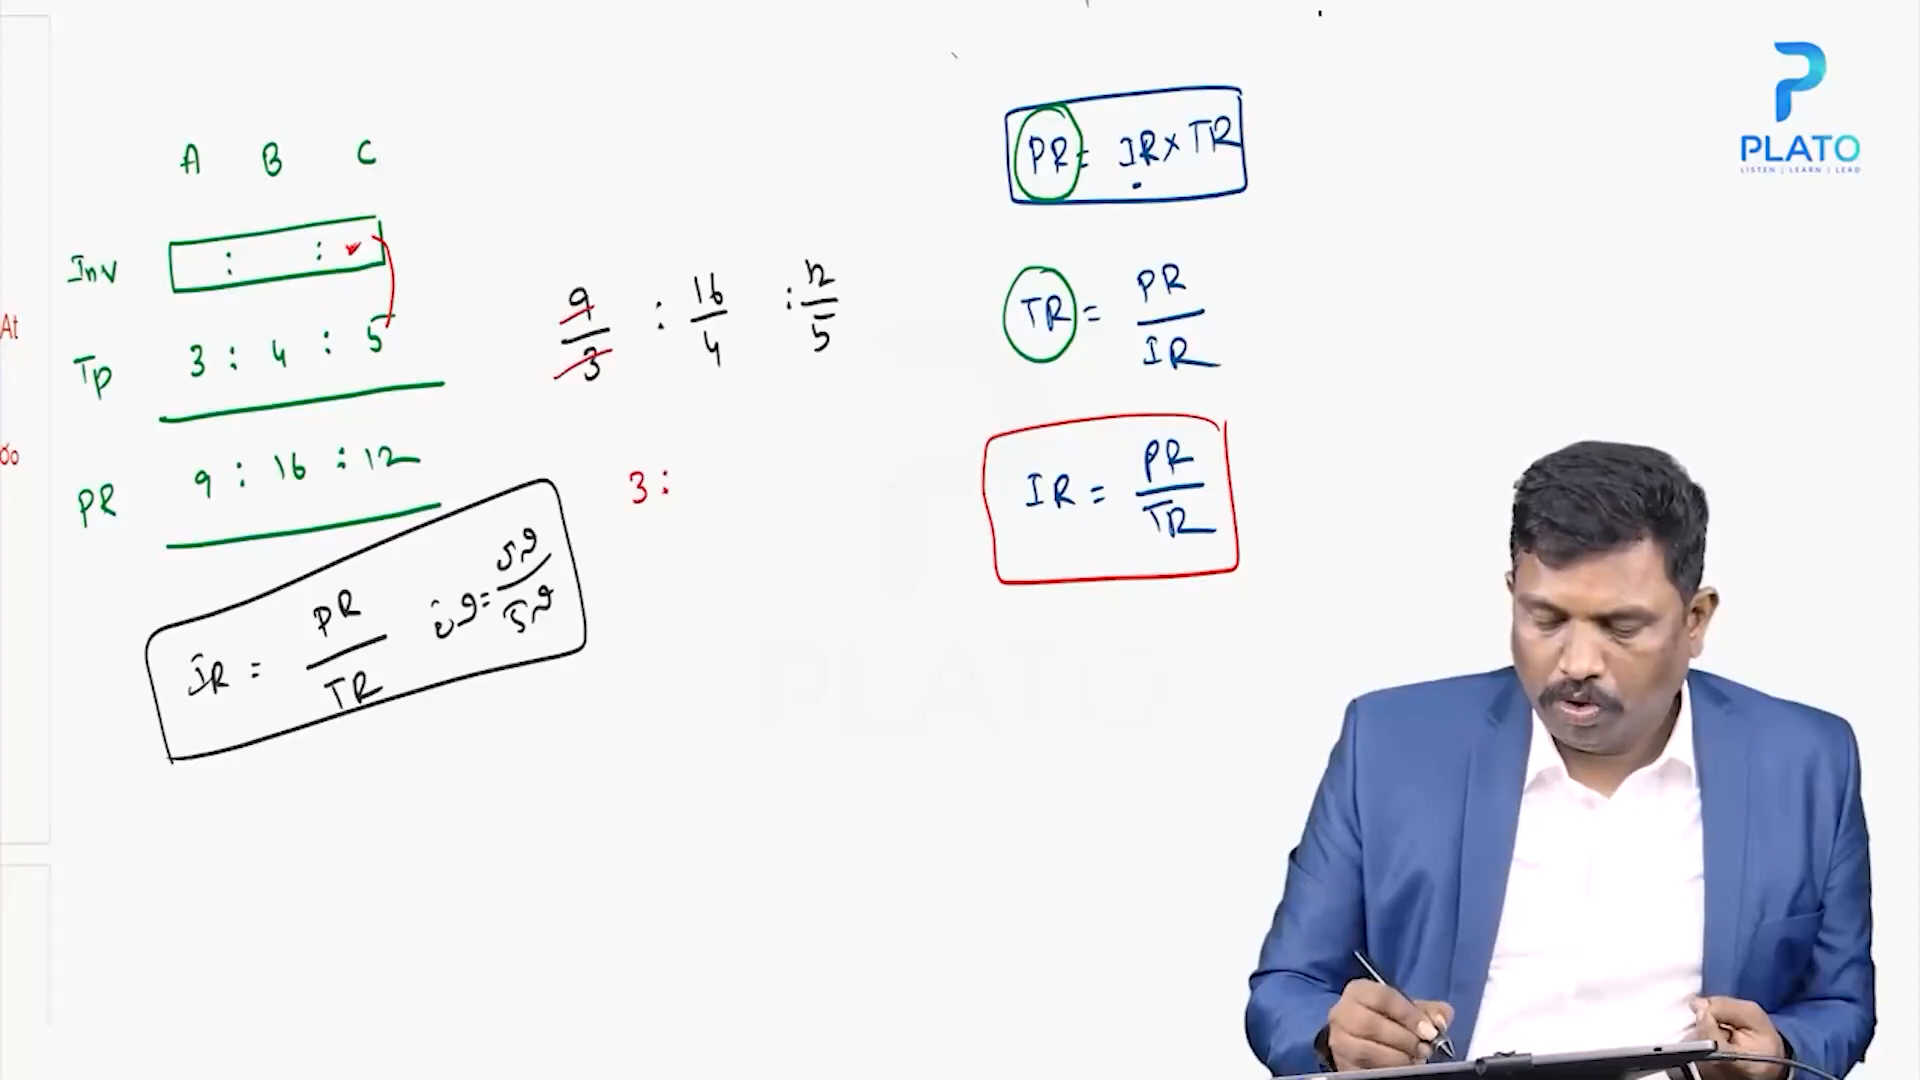 A B C
Inv : :
Tp 3 : 4 : 5
PR 9 : 16 : 12
IR = PR / TR
9/3 : 16/4 : 12/5
3 :
PR = IR × TR
TR = PR / IR
IR = PR / TR
PLATO
LISTEN | LEARN | LEAD
At
PLATO